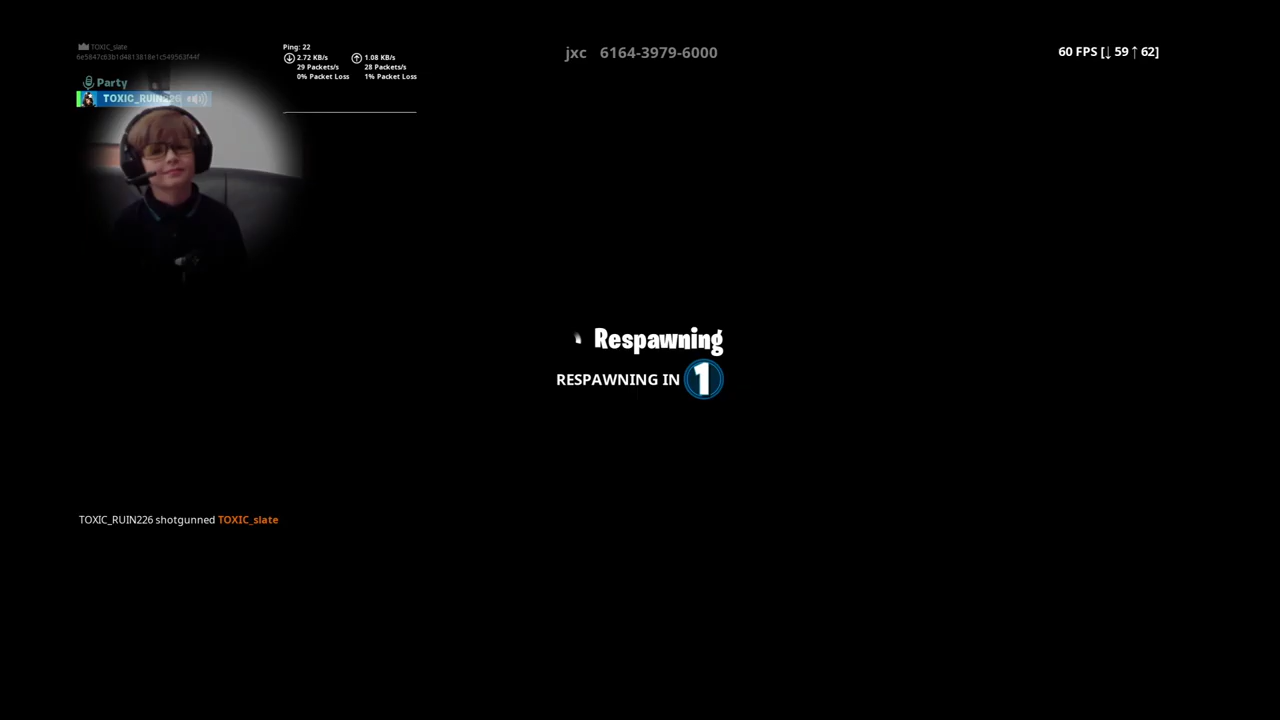 TOXIC_slate
Ping: 22
2.72 KB/s
1.08 KB/s
29 Packets/s
28 Packets/s
0% Packet Loss
1% Packet Loss
jxc 6164-3979-6000
60 FPS [↓ 59 ↑ 62]
Party
TOXIC_RUIN226
Respawning
RESPAWNING IN 1
TOXIC_RUIN226 shotgunned TOXIC_slate